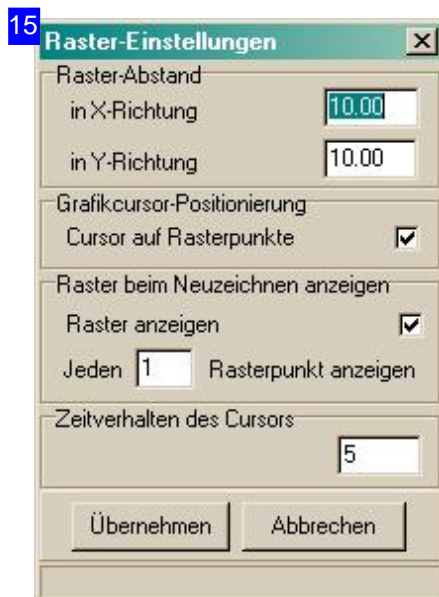 15
Raster-Einstellungen
Raster-Abstand
in X-Richtung 10.00
in Y-Richtung 10.00
Grafikcursor-Positionierung
Cursor auf Rasterpunkte
Raster beim Neuzeichnen anzeigen
Raster anzeigen
Jeden 1 Rasterpunkt anzeigen
Zeitverhalten des Cursors
5
Übernehmen Abbrechen